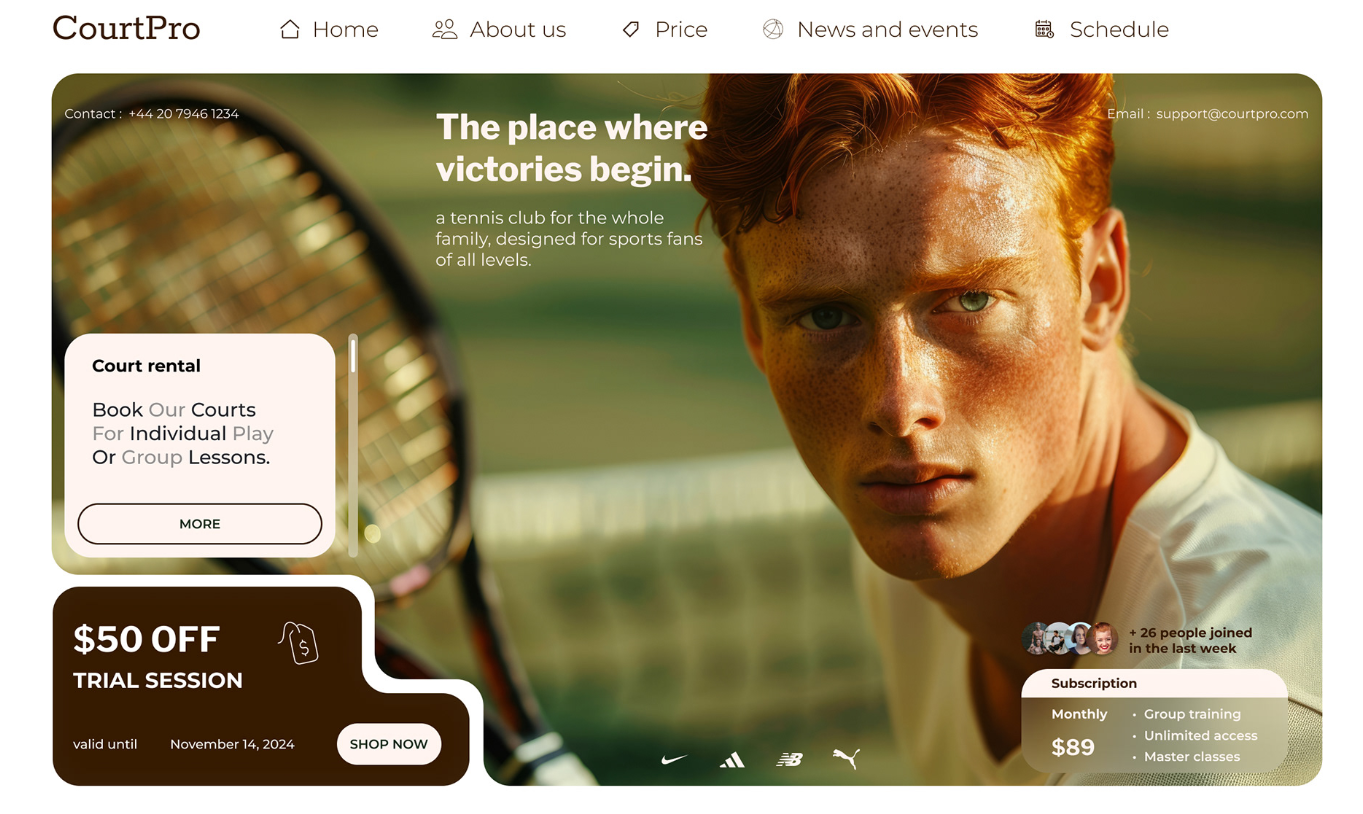 CourtPro
Home
About us
Price
News and events
Schedule
Contact : +44 20 7946 1234
Email : support@courtpro.com
The place where
victories begin.
a tennis club for the whole
family, designed for sports fans
of all levels.
Court rental
Book Our Courts
For Individual Play
Or Group Lessons.
MORE
$50 OFF
$
TRIAL SESSION
valid until November 14, 2024
SHOP NOW
NB
+ 26 people joined
in the last week
Subscription
Monthly
$89
• Group training
• Unlimited access
• Master classes